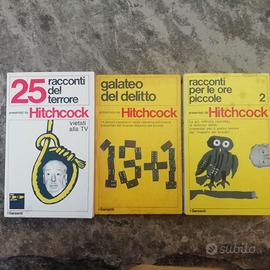 25 racconti
del terrore
presentati da
Hitchcock
vietati
alla TV
i Garzanti
galateo
del delitto
presentato da
Hitchcock
13+1
i Garzanti
racconti
per le ore
piccole 2
presentati da
Hitchcock
i Garzanti
subito